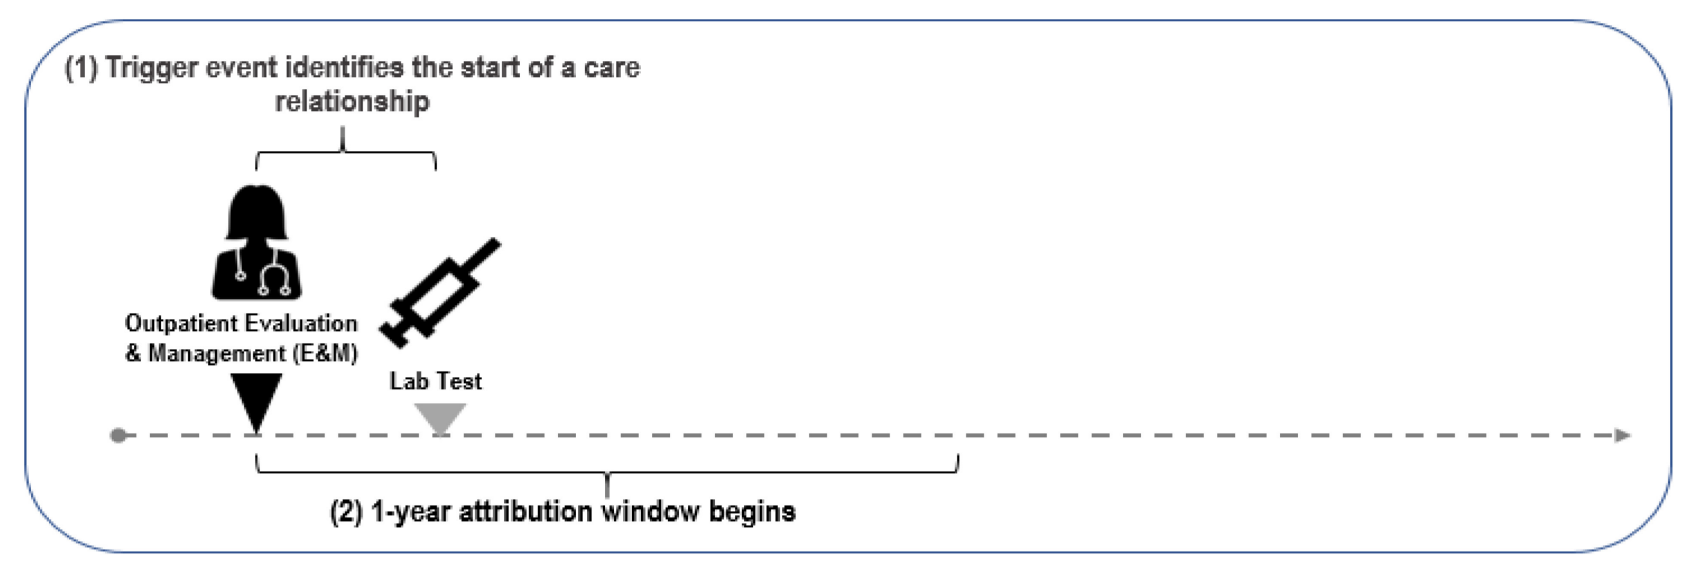 (1) Trigger event identifies the start of a care
relationship
Outpatient Evaluation
& Management (E&M)
Lab Test
(2) 1-year attribution window begins